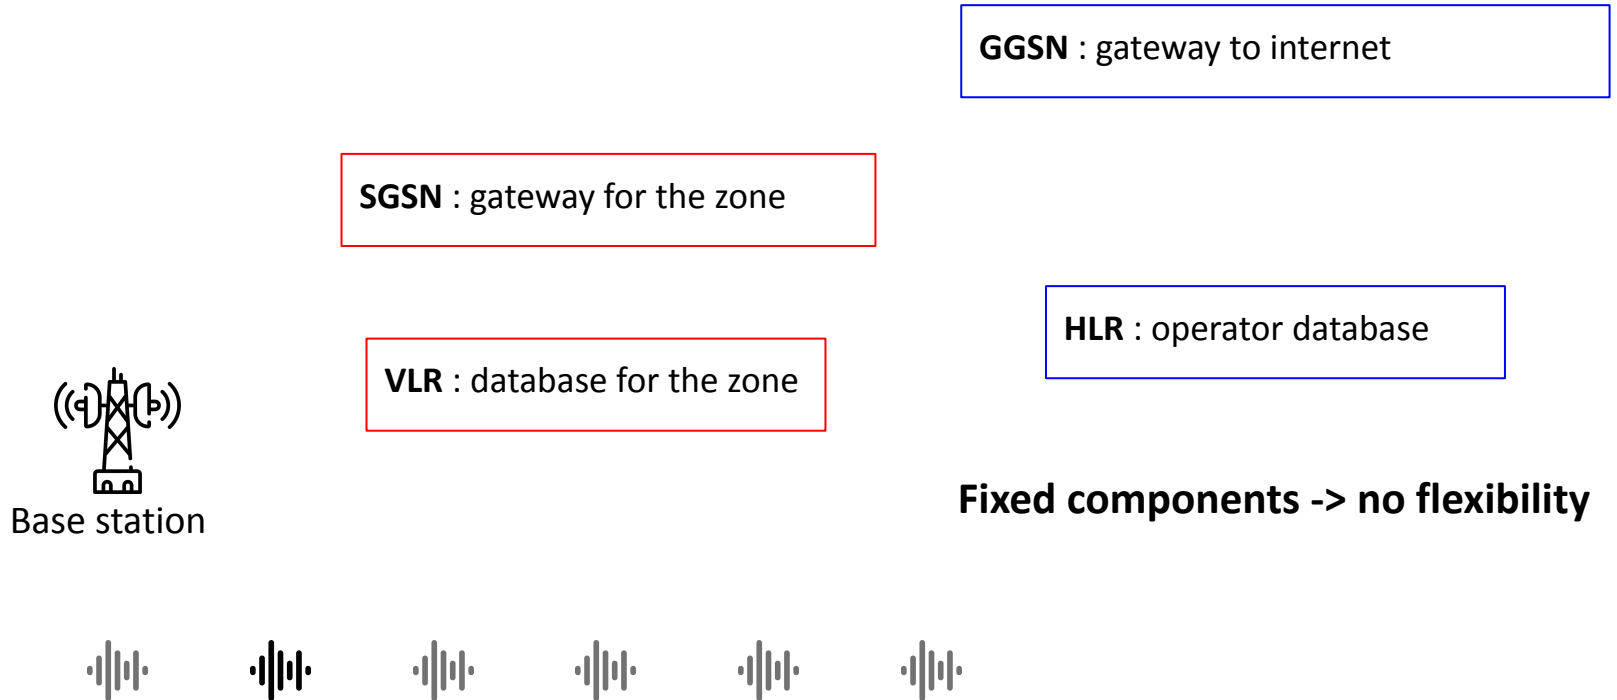 GGSN : gateway to internet
SGSN : gateway for the zone
HLR : operator database
VLR : database for the zone
Fixed components -> no flexibility
Base station